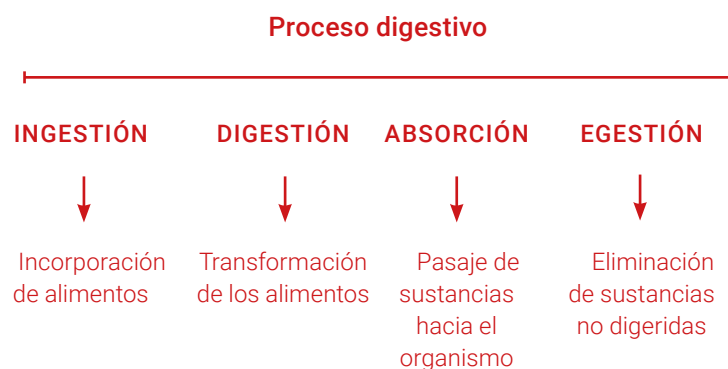 Proceso digestivo
INGESTIÓN
DIGESTIÓN
ABSORCIÓN
EGESTIÓN
Incorporación
de alimentos
Transformación
de los alimentos
Pasaje de
sustancias
hacia el
organismo
Eliminación
de sustancias
no digeridas